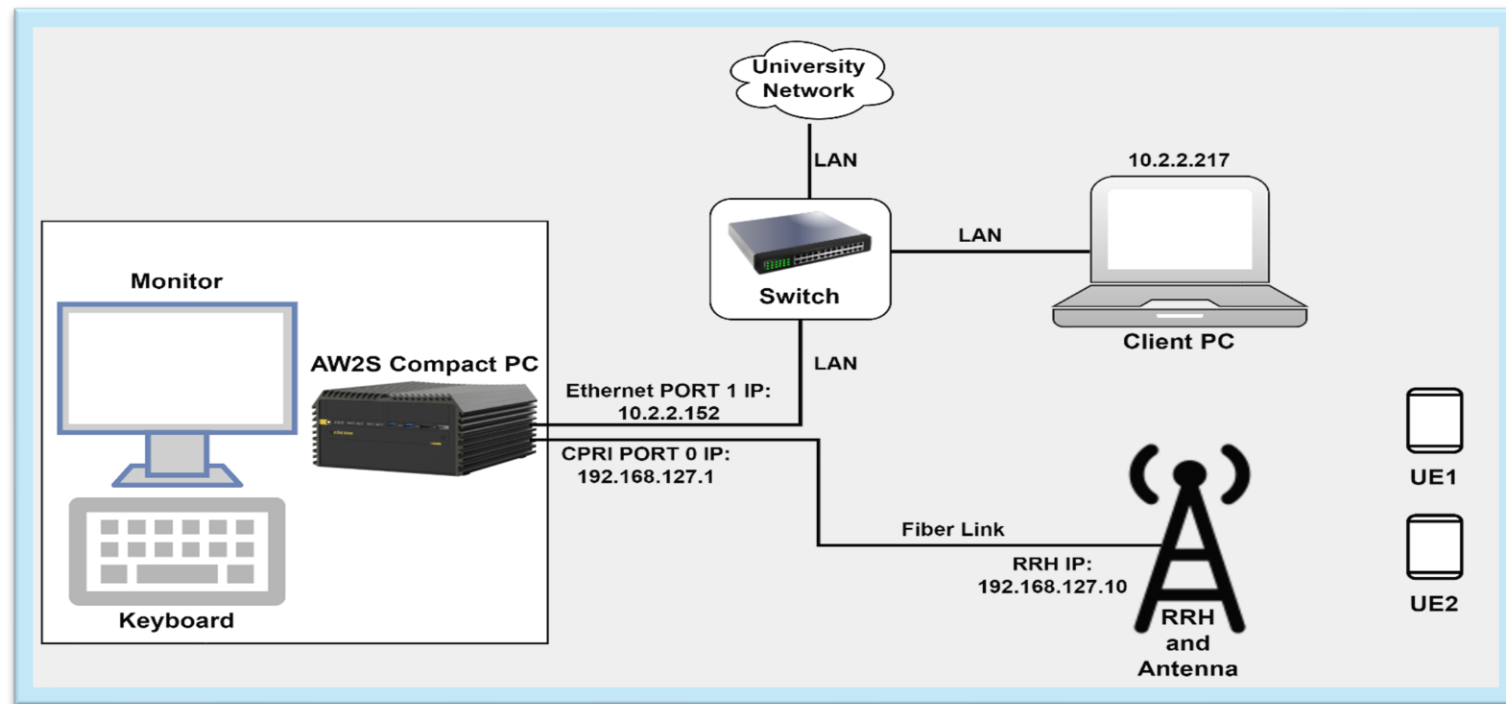 University
Network
LAN
10.2.2.217
LAN
Switch
Client PC
Monitor
AW2S Compact PC
LAN
Ethernet PORT 1 IP:
10.2.2.152
CPRI PORT 0 IP:
192.168.127.1
Keyboard
Fiber Link
RRH IP:
192.168.127.10
RRH
and
Antenna
UE1
UE2